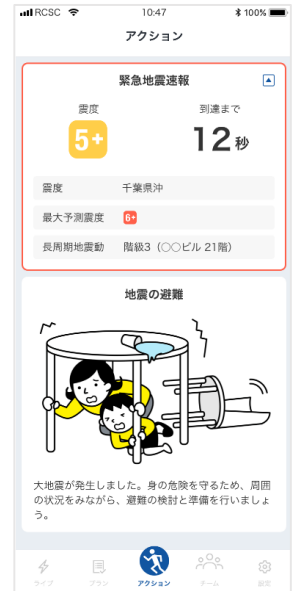 RCSC 10:47 100%
アクション
緊急地震速報
震度 到達まで
5+ 12秒
震度 千葉県沖
最大予測震度 6+
長周期地震動 階級3（○○ビル 21階）
地震の避難
大地震が発生しました。身の危険を守るため、周囲
の状況をみながら、避難の検討と準備を行いましょ
う。
ライブ プラン アクション チーム 設定